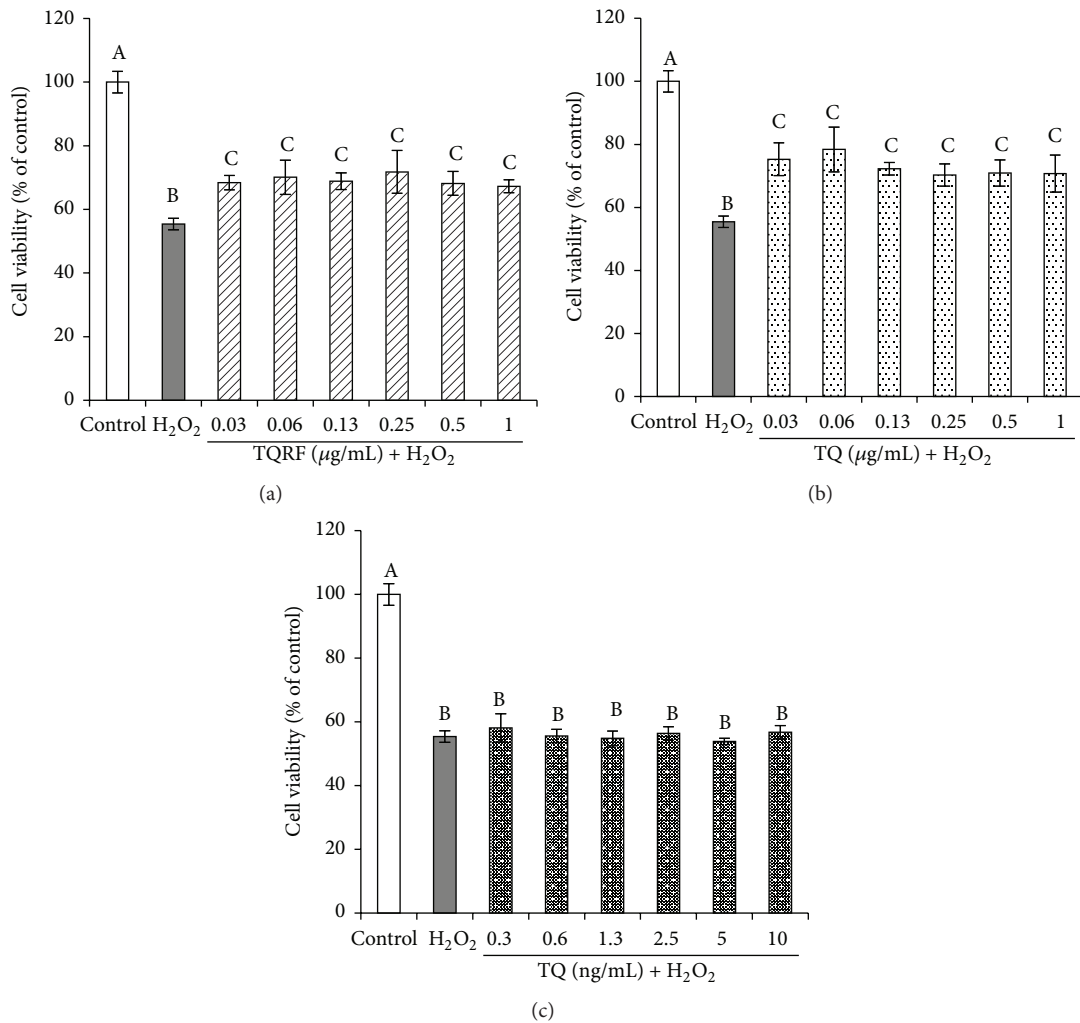 120
100
80
60
40
20
0
Cell viability (% of control)
A
B
C
C
C
C
C
C
Control H₂O₂ 0.03 0.06 0.13 0.25 0.5 1
TQRF (μg/mL) + H₂O₂
(a)
120
100
80
60
40
20
0
Cell viability (% of control)
A
B
C
C
C
C
C
C
Control H₂O₂ 0.03 0.06 0.13 0.25 0.5 1
TQ (μg/mL) + H₂O₂
(b)
120
100
80
60
40
20
0
Cell viability (% of control)
A
B
B
B
B
B
B
B
Control H₂O₂ 0.3 0.6 1.3 2.5 5 10
TQ (ng/mL) + H₂O₂
(c)